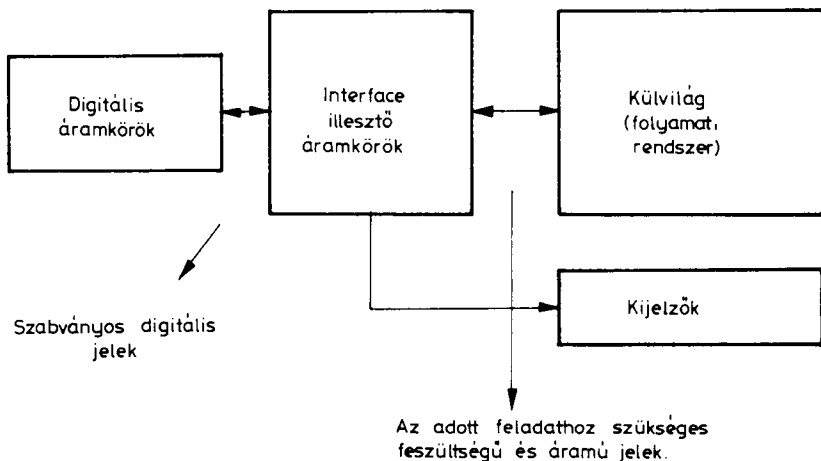 Digitális
áramkörök
Interface
illesztő
áramkörök
Külvilág
(folyamat,
rendszer)
Kijelzők
Szabványos digitális
jelek
Az adott feladathoz szükséges
feszültségű és áramú jelek.